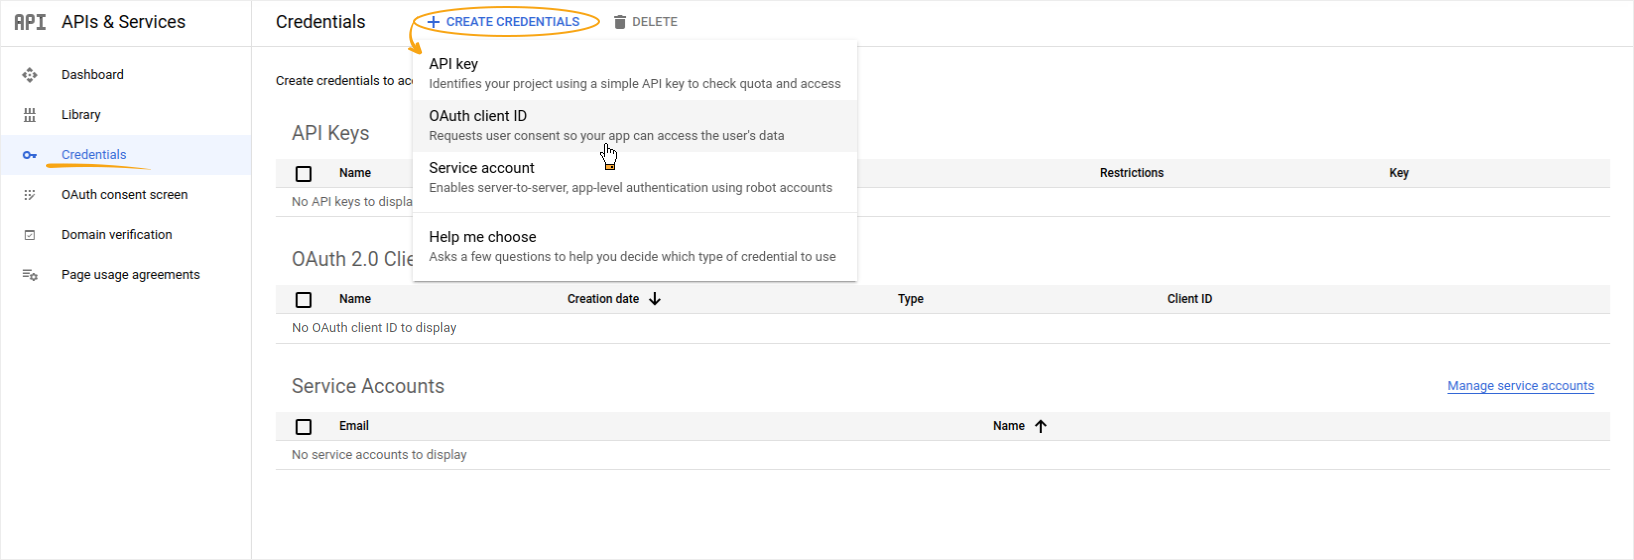 API APIs & Services
Credentials
+ CREATE CREDENTIALS
DELETE
Dashboard
Library
Credentials
OAuth consent screen
Domain verification
Page usage agreements
Create credentials to
API key
Identifies your project using a simple API key to check quota and access
OAuth client ID
Requests user consent so your app can access the user's data
Service account
Enables server-to-server, app-level authentication using robot accounts
Help me choose
Asks a few questions to help you decide which type of credential to use
API Keys
Name Restrictions Key
No API keys to displa
OAuth 2.0 Clie
Name Creation date Type Client ID
No OAuth client ID to display
Service Accounts
Manage service accounts
Email Name
No service accounts to display